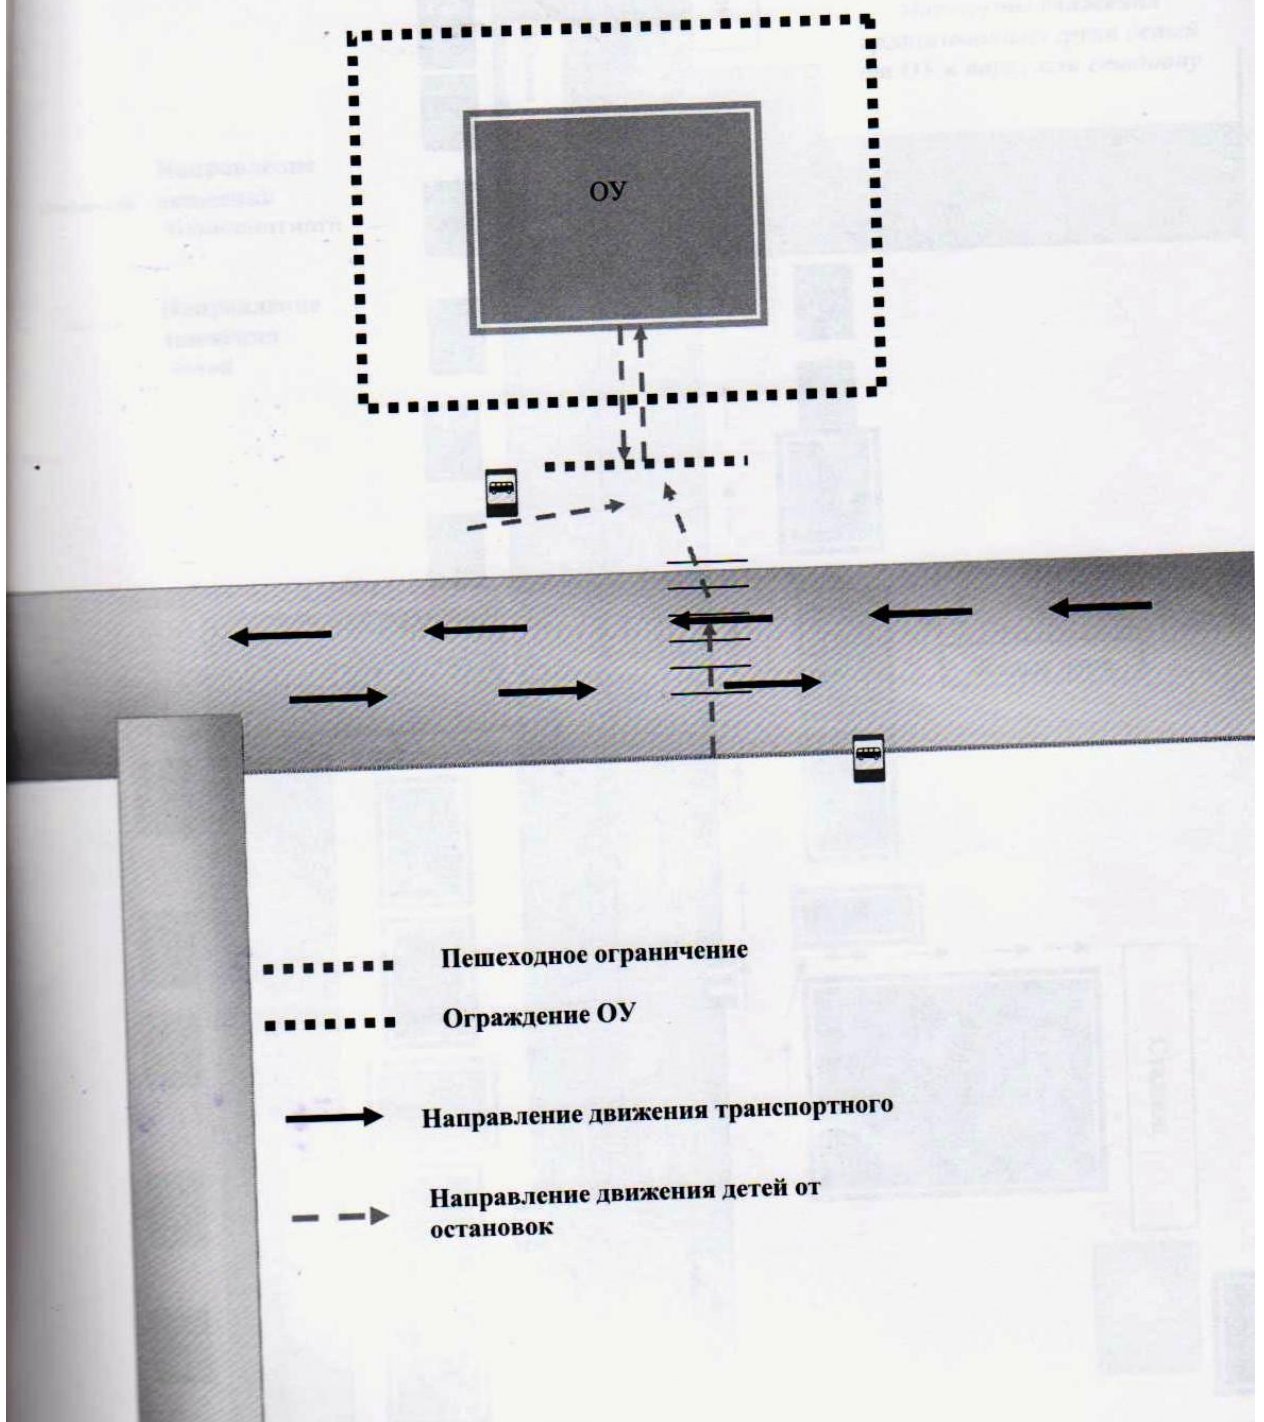 ОУ
Пешеходное ограничение
Ограждение ОУ
Направление движения транспортного
Направление движения детей от
остановок